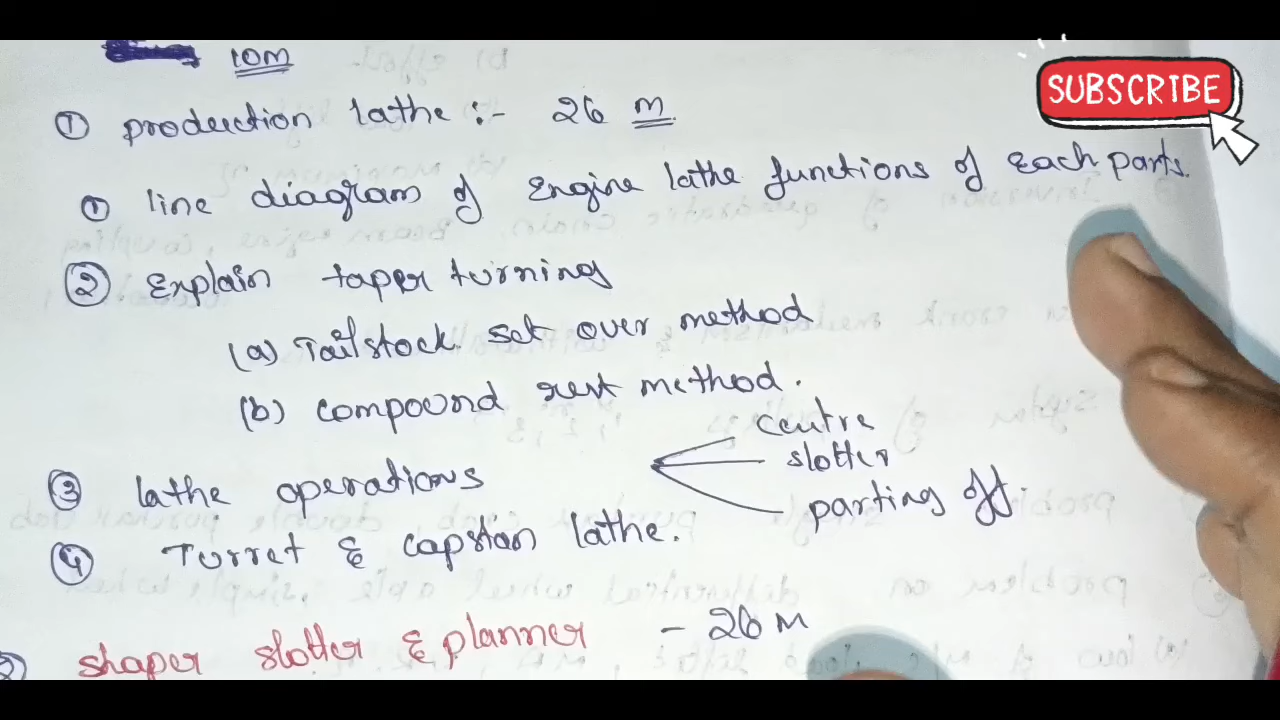 10M
① production lathe :- 26 M
① line diagram of Engine lathe functions of Each parts.
② Explain taper turning
(a) Tailstock set over method
(b) compound rest method.
③ lathe operations
centre
slotter
parting off.
④ Turret & capstan lathe.
shaper slotter & planner - 26 M
SUBSCRIBE